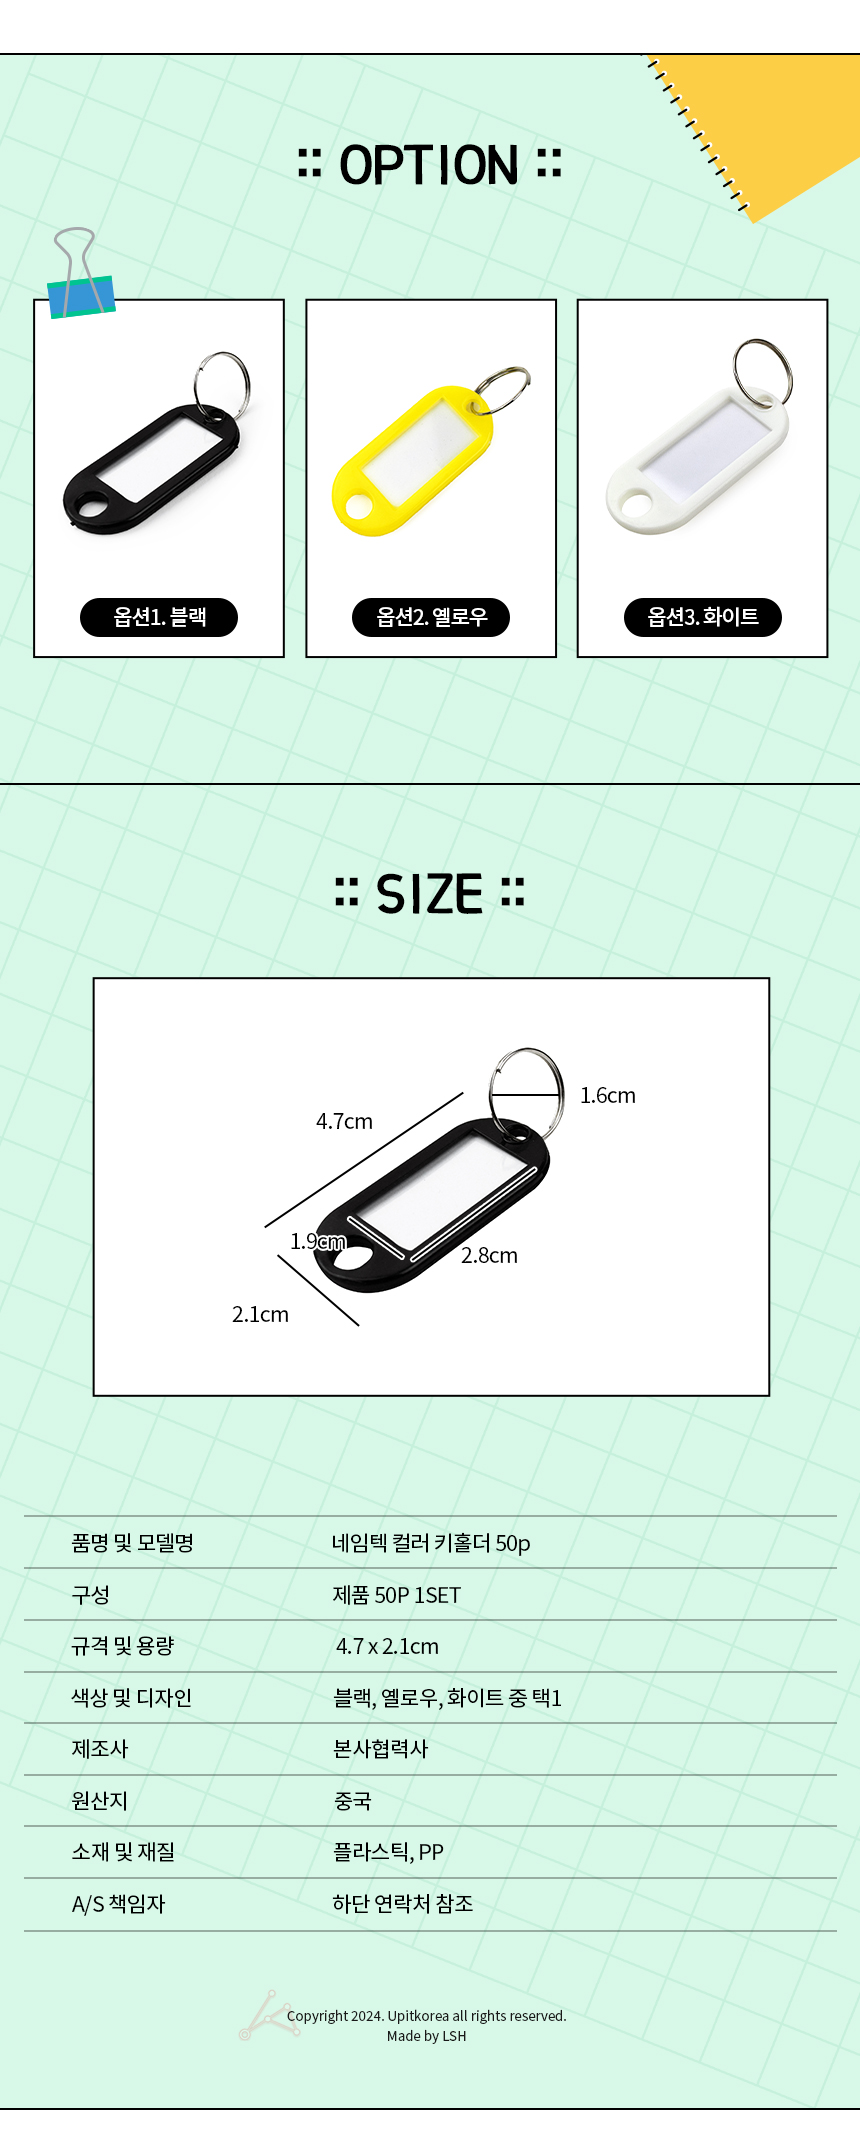 :: OPTION ::
옵션1. 블랙
옵션2. 옐로우
옵션3. 화이트
:: SIZE ::
1.6cm
4.7cm
1.9cm
2.8cm
2.1cm
품명 및 모델명 네임텍 컬러 키홀더 50p
구성 제품 50P 1SET
규격 및 용량 4.7 x 2.1cm
색상 및 디자인 블랙, 옐로우, 화이트 중 택1
제조사 본사협력사
원산지 중국
소재 및 재질 플라스틱, PP
A/S 책임자 하단 연락처 참조
Copyright 2024. Upitkorea all rights reserved.
Made by LSH